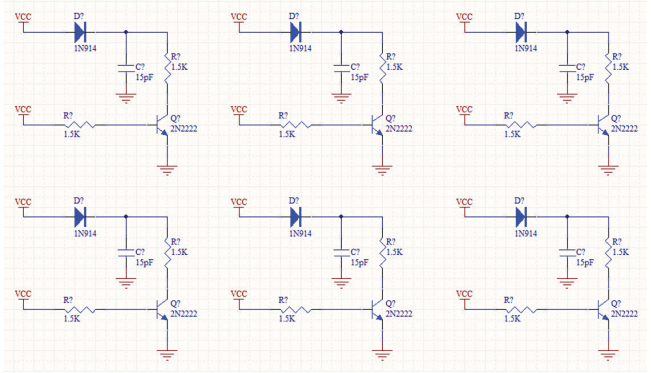 VCC D? VCC D? VCC D?
1N914 1N914 1N914
R? R? R?
C? 1.5K C? 1.5K C? 1.5K
15pF 15pF 15pF
VCC R? Q? VCC R? Q? VCC R? Q?
1.5K 2N2222 1.5K 2N2222 1.5K 2N2222
VCC D? VCC D? VCC D?
1N914 1N914 1N914
R? R? R?
C? 1.5K C? 1.5K C? 1.5K
15pF 15pF 15pF
VCC R? Q? VCC R? Q? VCC R? Q?
1.5K 2N2222 1.5K 2N2222 1.5K 2N2222